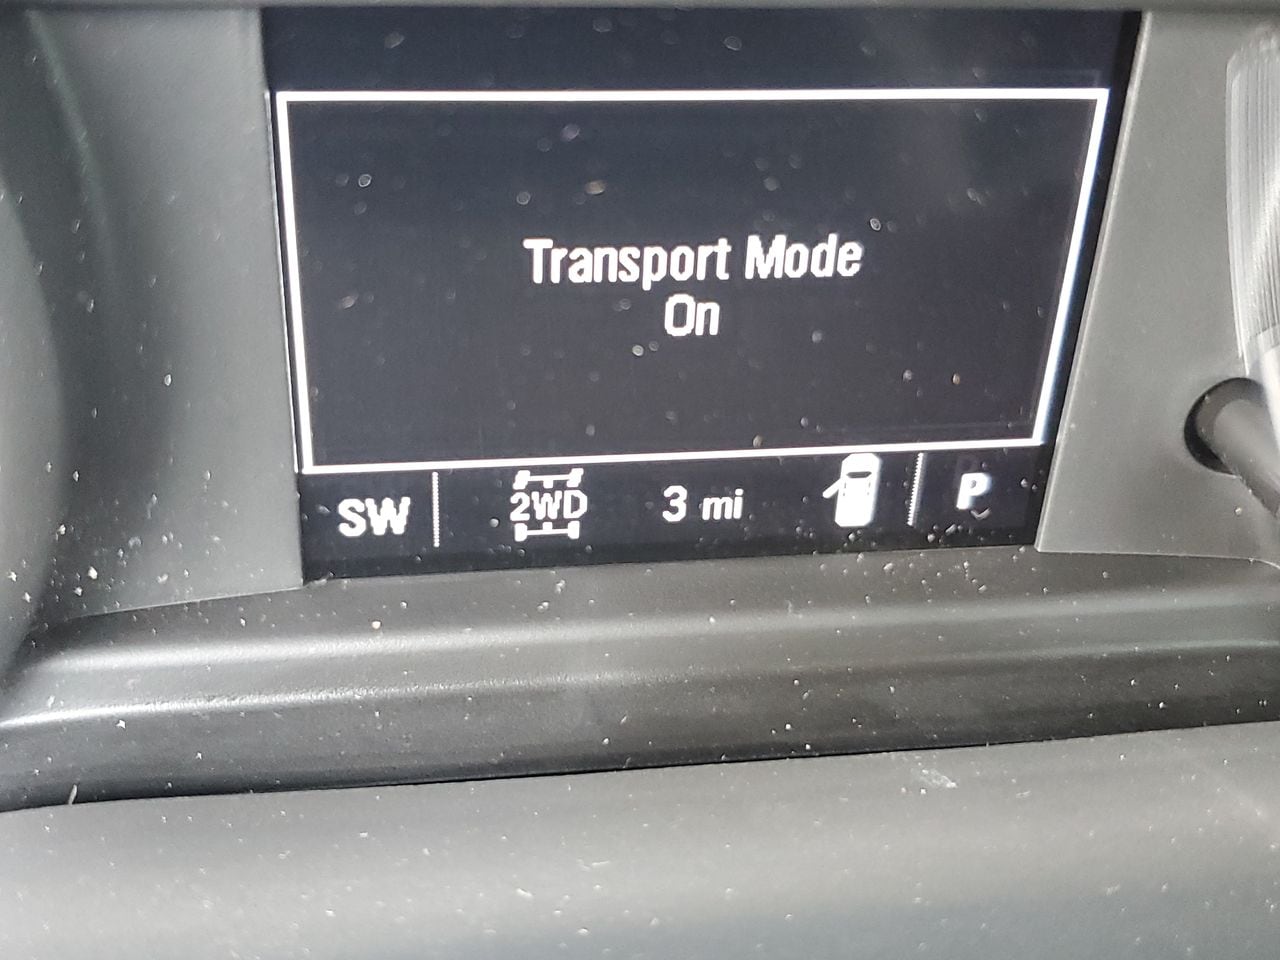 Transport Mode
On
SW 2WD 3 mi P